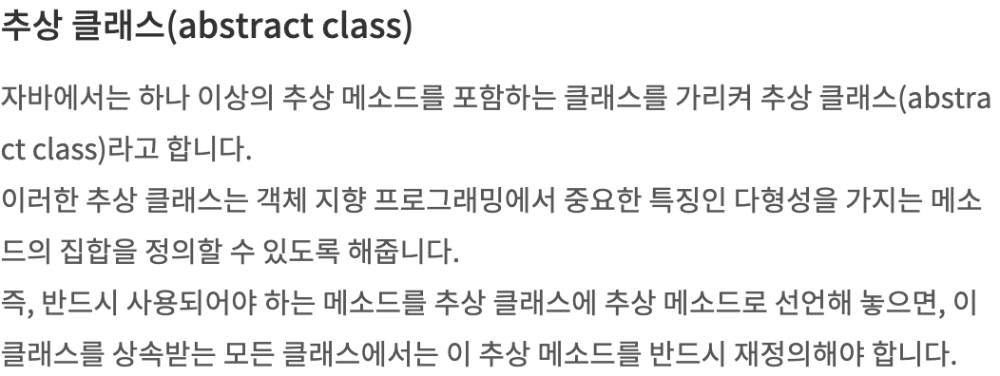 추상 클래스(abstract class)
자바에서는 하나 이상의 추상 메소드를 포함하는 클래스를 가리켜 추상 클래스(abstra
ct class)라고 합니다.
이러한 추상 클래스는 객체 지향 프로그래밍에서 중요한 특징인 다형성을 가지는 메소
드의 집합을 정의할 수 있도록 해줍니다.
즉, 반드시 사용되어야 하는 메소드를 추상 클래스에 추상 메소드로 선언해 놓으면, 이
클래스를 상속받는 모든 클래스에서는 이 추상 메소드를 반드시 재정의해야 합니다.